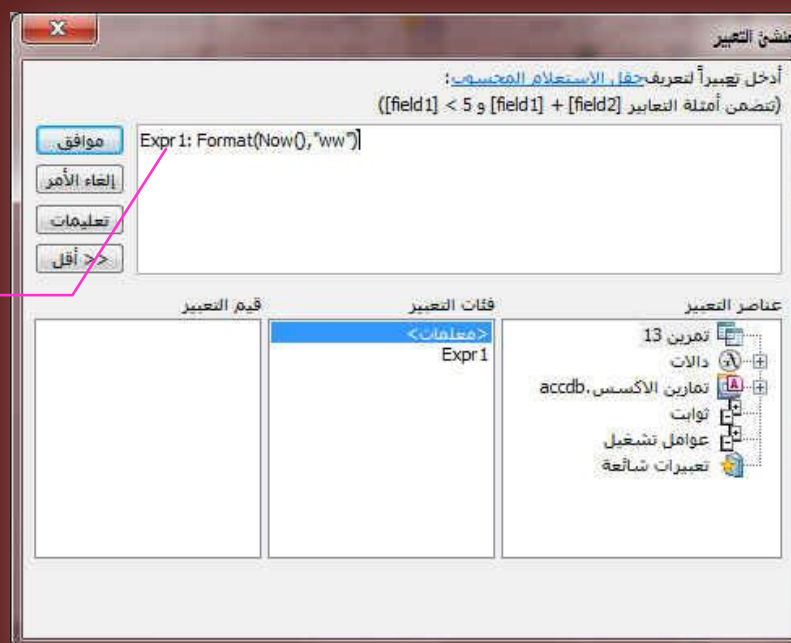 منشئ التعبير
أدخل تعبيراً لتعريف حقل الاستعلام المحسوب:
(تتضمن أمثلة التعابير [field1] + [field2] و [field1] < 5)
Expr1: Format(Now(),"ww")
موافق
إلغاء الأمر
تعليمات
<< أقل
عناصر التعبير
تمرين 13
دالات
تمارين الاكسس.accdb
ثوابت
عوامل تشغيل
تعبيرات شائعة
فئات التعبير
<معلمات>
Expr1
قيم التعبير